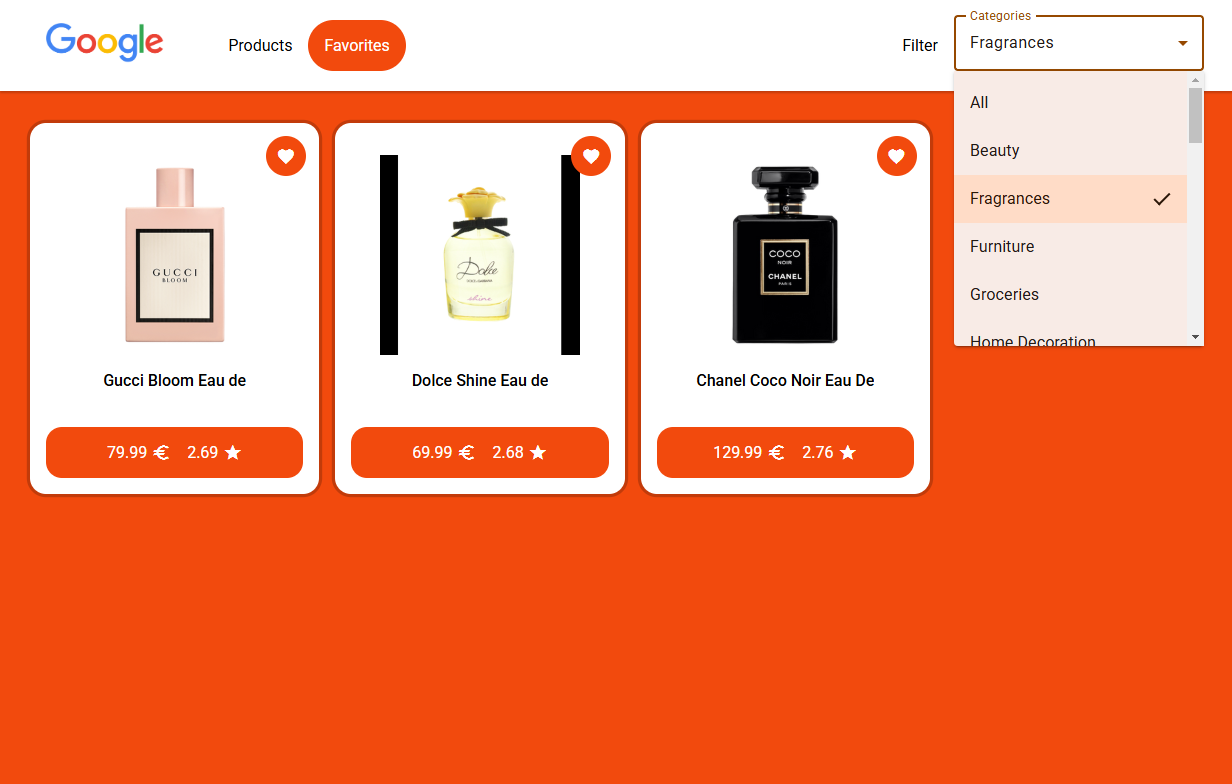 Google
Products
Favorites
Filter
Categories
Fragrances
All
Beauty
Fragrances
Furniture
Groceries
Home Decoration
GUCCI
BLOOM
Dolce
DOLCE & GABBANA
shine
COCO
NOIR
CHANEL
PARIS
Gucci Bloom Eau de
Dolce Shine Eau de
Chanel Coco Noir Eau De
79.99 € 2.69
69.99 € 2.68
129.99 € 2.76